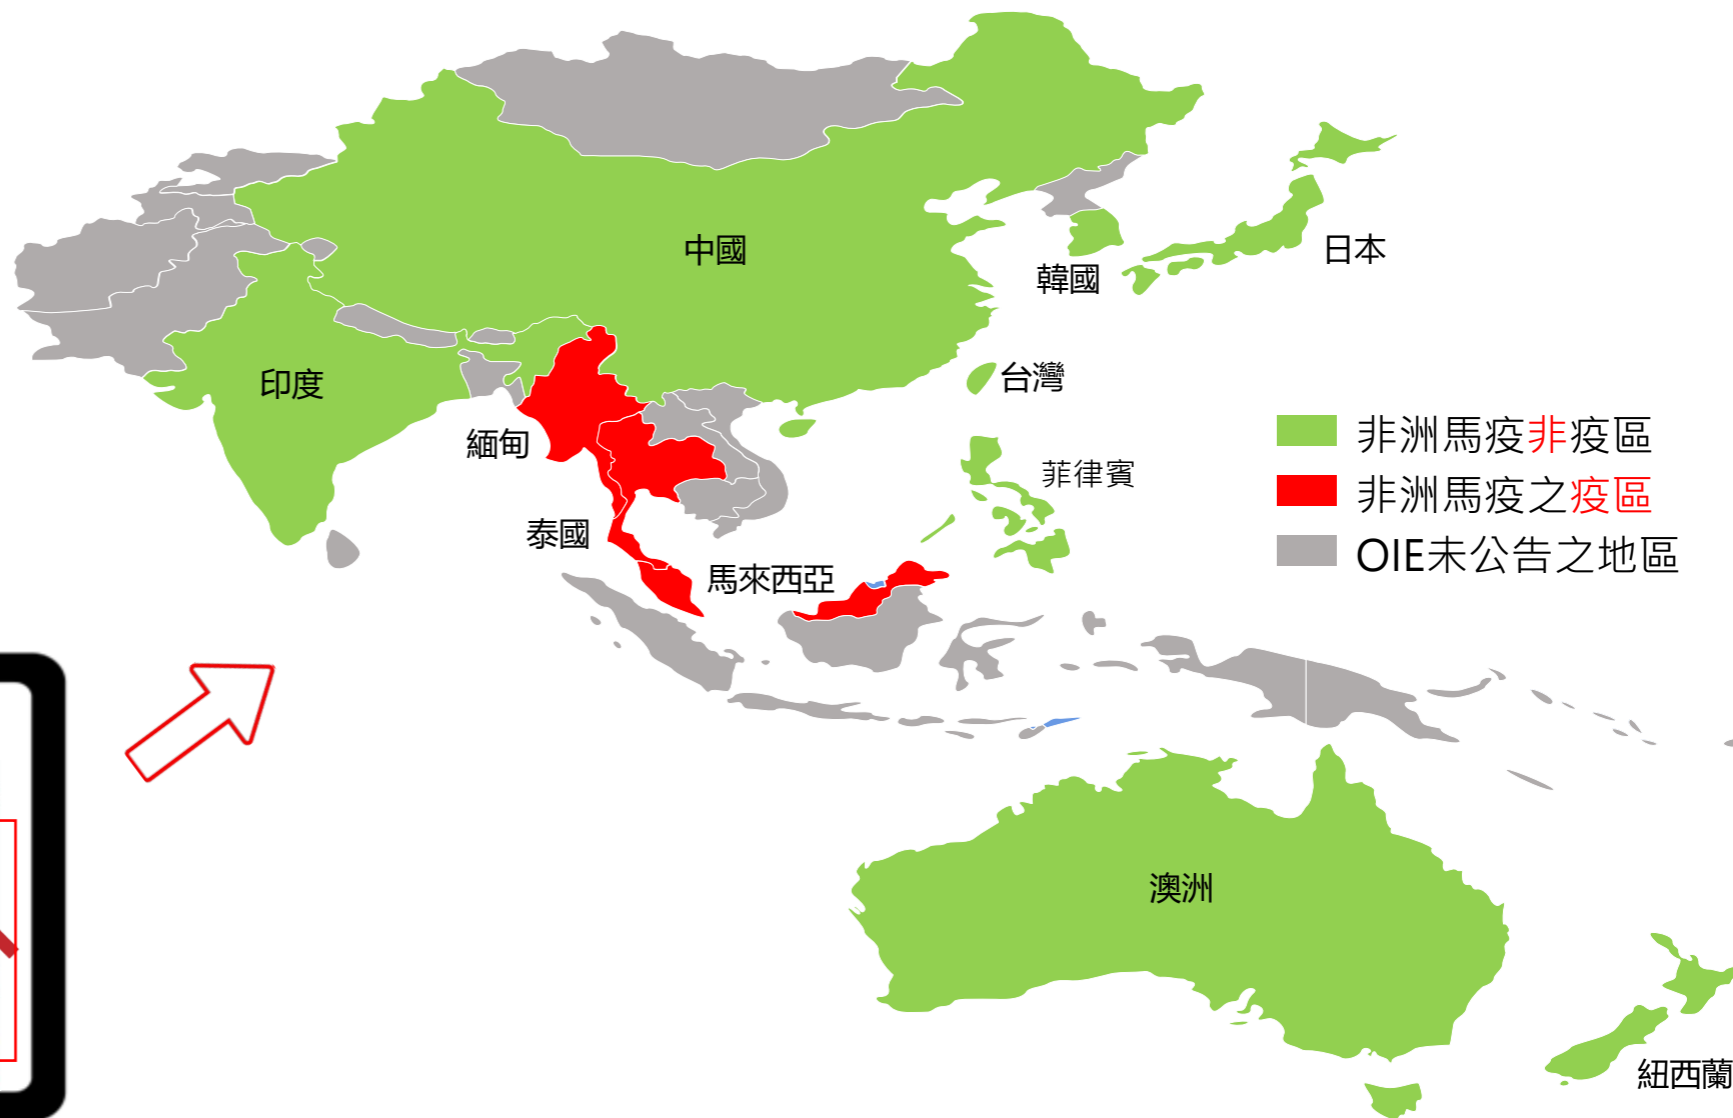 中國
日本
韓國
台灣
印度
緬甸
非洲馬疫非疫區
菲律賓
非洲馬疫之疫區
泰國
OIE未公告之地區
馬來西亞
澳洲
紐西蘭